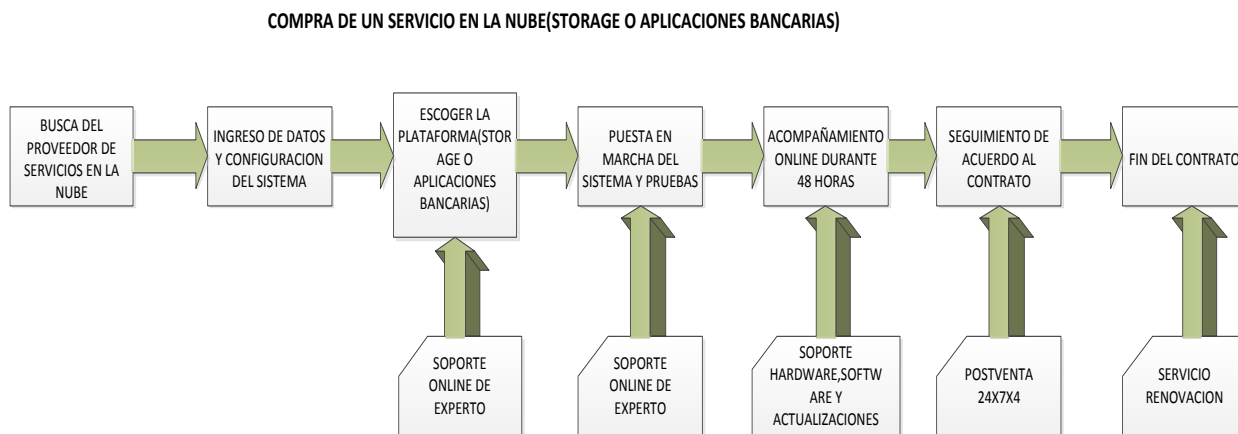 COMPRA DE UN SERVICIO EN LA NUBE(STORAGE O APLICACIONES BANCARIAS)
BUSCA DEL
PROVEEDOR DE
SERVICIOS EN LA
NUBE
INGRESO DE DATOS
Y CONFIGURACION
DEL SISTEMA
ESCOGER LA
PLATAFORMA(STOR
AGE O
APLICACIONES
BANCARIAS)
PUESTA EN
MARCHA DEL
SISTEMA Y PRUEBAS
ACOMPAÑAMIENTO
ONLINE DURANTE
48 HORAS
SEGUIMIENTO DE
ACUERDO AL
CONTRATO
FIN DEL CONTRATO
SOPORTE
ONLINE DE
EXPERTO
SOPORTE
ONLINE DE
EXPERTO
SOPORTE
HARDWARE,SOFTW
ARE Y
ACTUALIZACIONES
POSTVENTA
24X7X4
SERVICIO
RENOVACION